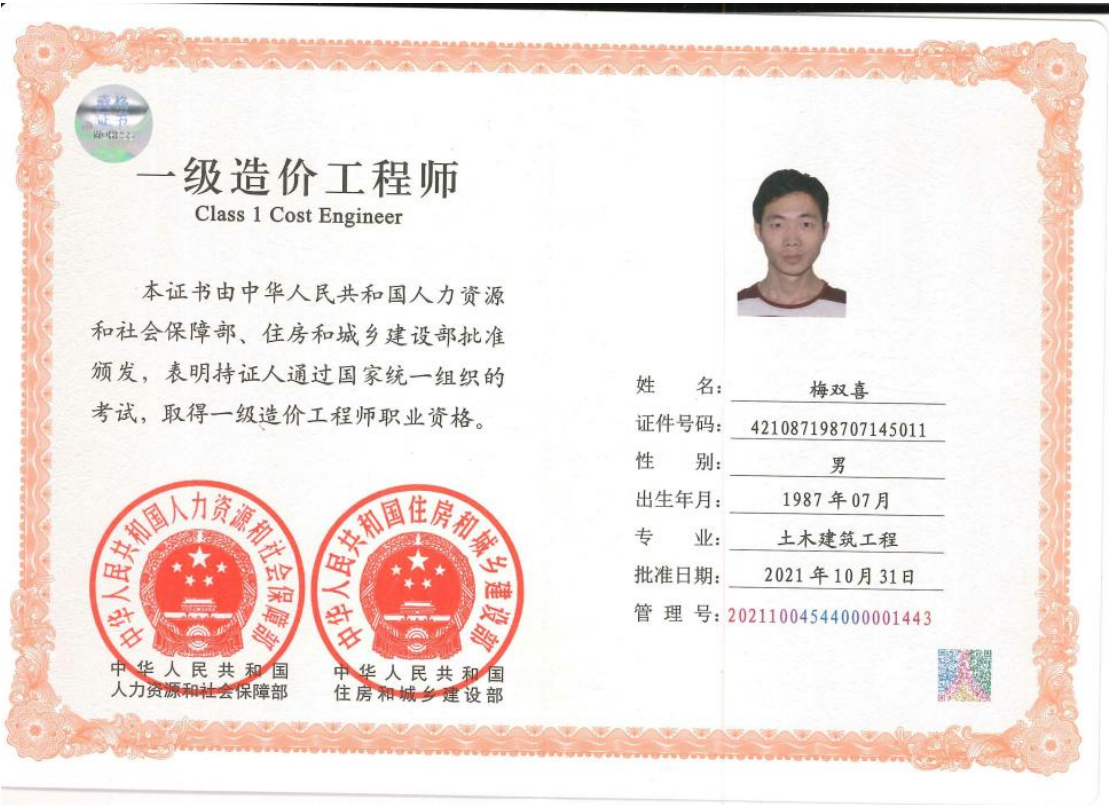 资格
证书
一级造价工程师
Class 1 Cost Engineer
本证书由中华人民共和国人力资源
和社会保障部、住房和城乡建设部批准
颁发，表明持证人通过国家统一组织的
考试，取得一级造价工程师职业资格。
中华人民共和国人力资源和社会保障部
中华人民共和国住房和城乡建设部
中华人民共和国
人力资源和社会保障部
中华人民共和国
住房和城乡建设部
姓 名： 梅双喜
证件号码： 421087198707145011
性 别： 男
出生年月： 1987年07月
专 业： 土木建筑工程
批准日期： 2021年10月31日
管 理 号：20211004544000001443